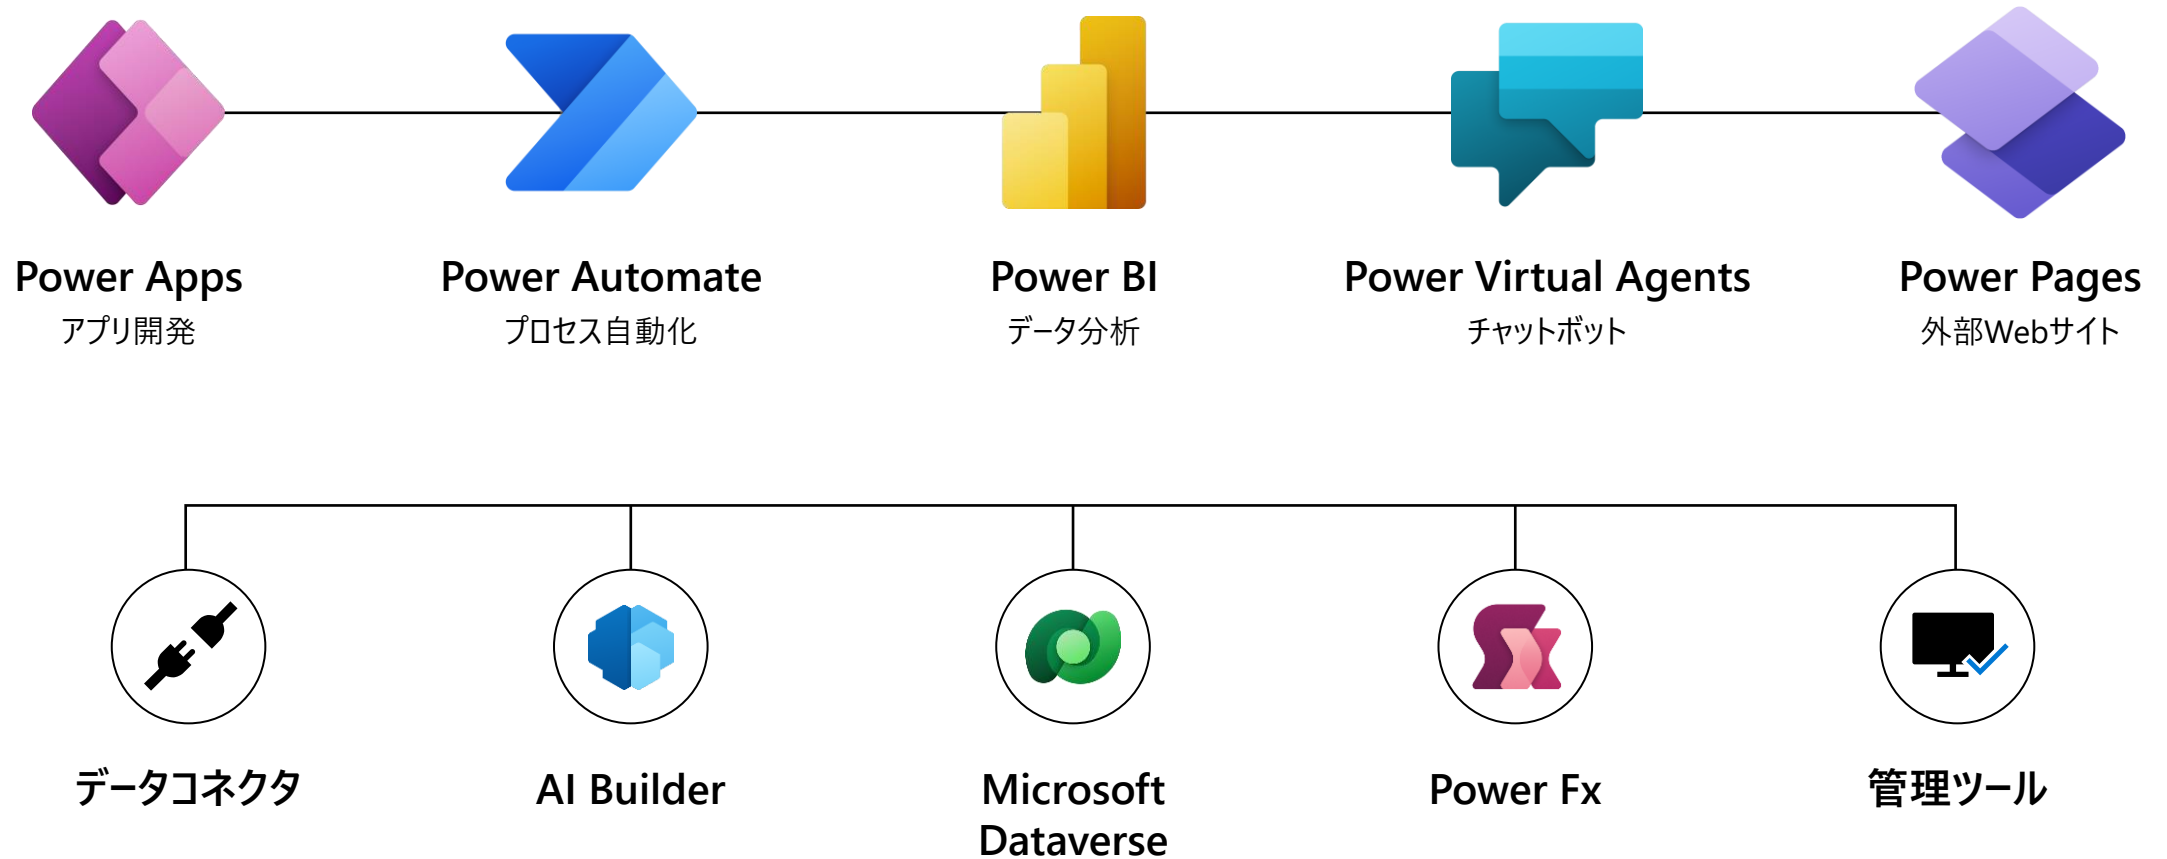 Power Apps
アプリ開発
Power Automate
プロセス自動化
Power BI
データ分析
Power Virtual Agents
チャットボット
Power Pages
外部Webサイト
データコネクタ
AI Builder
Microsoft
Dataverse
Power Fx
管理ツール